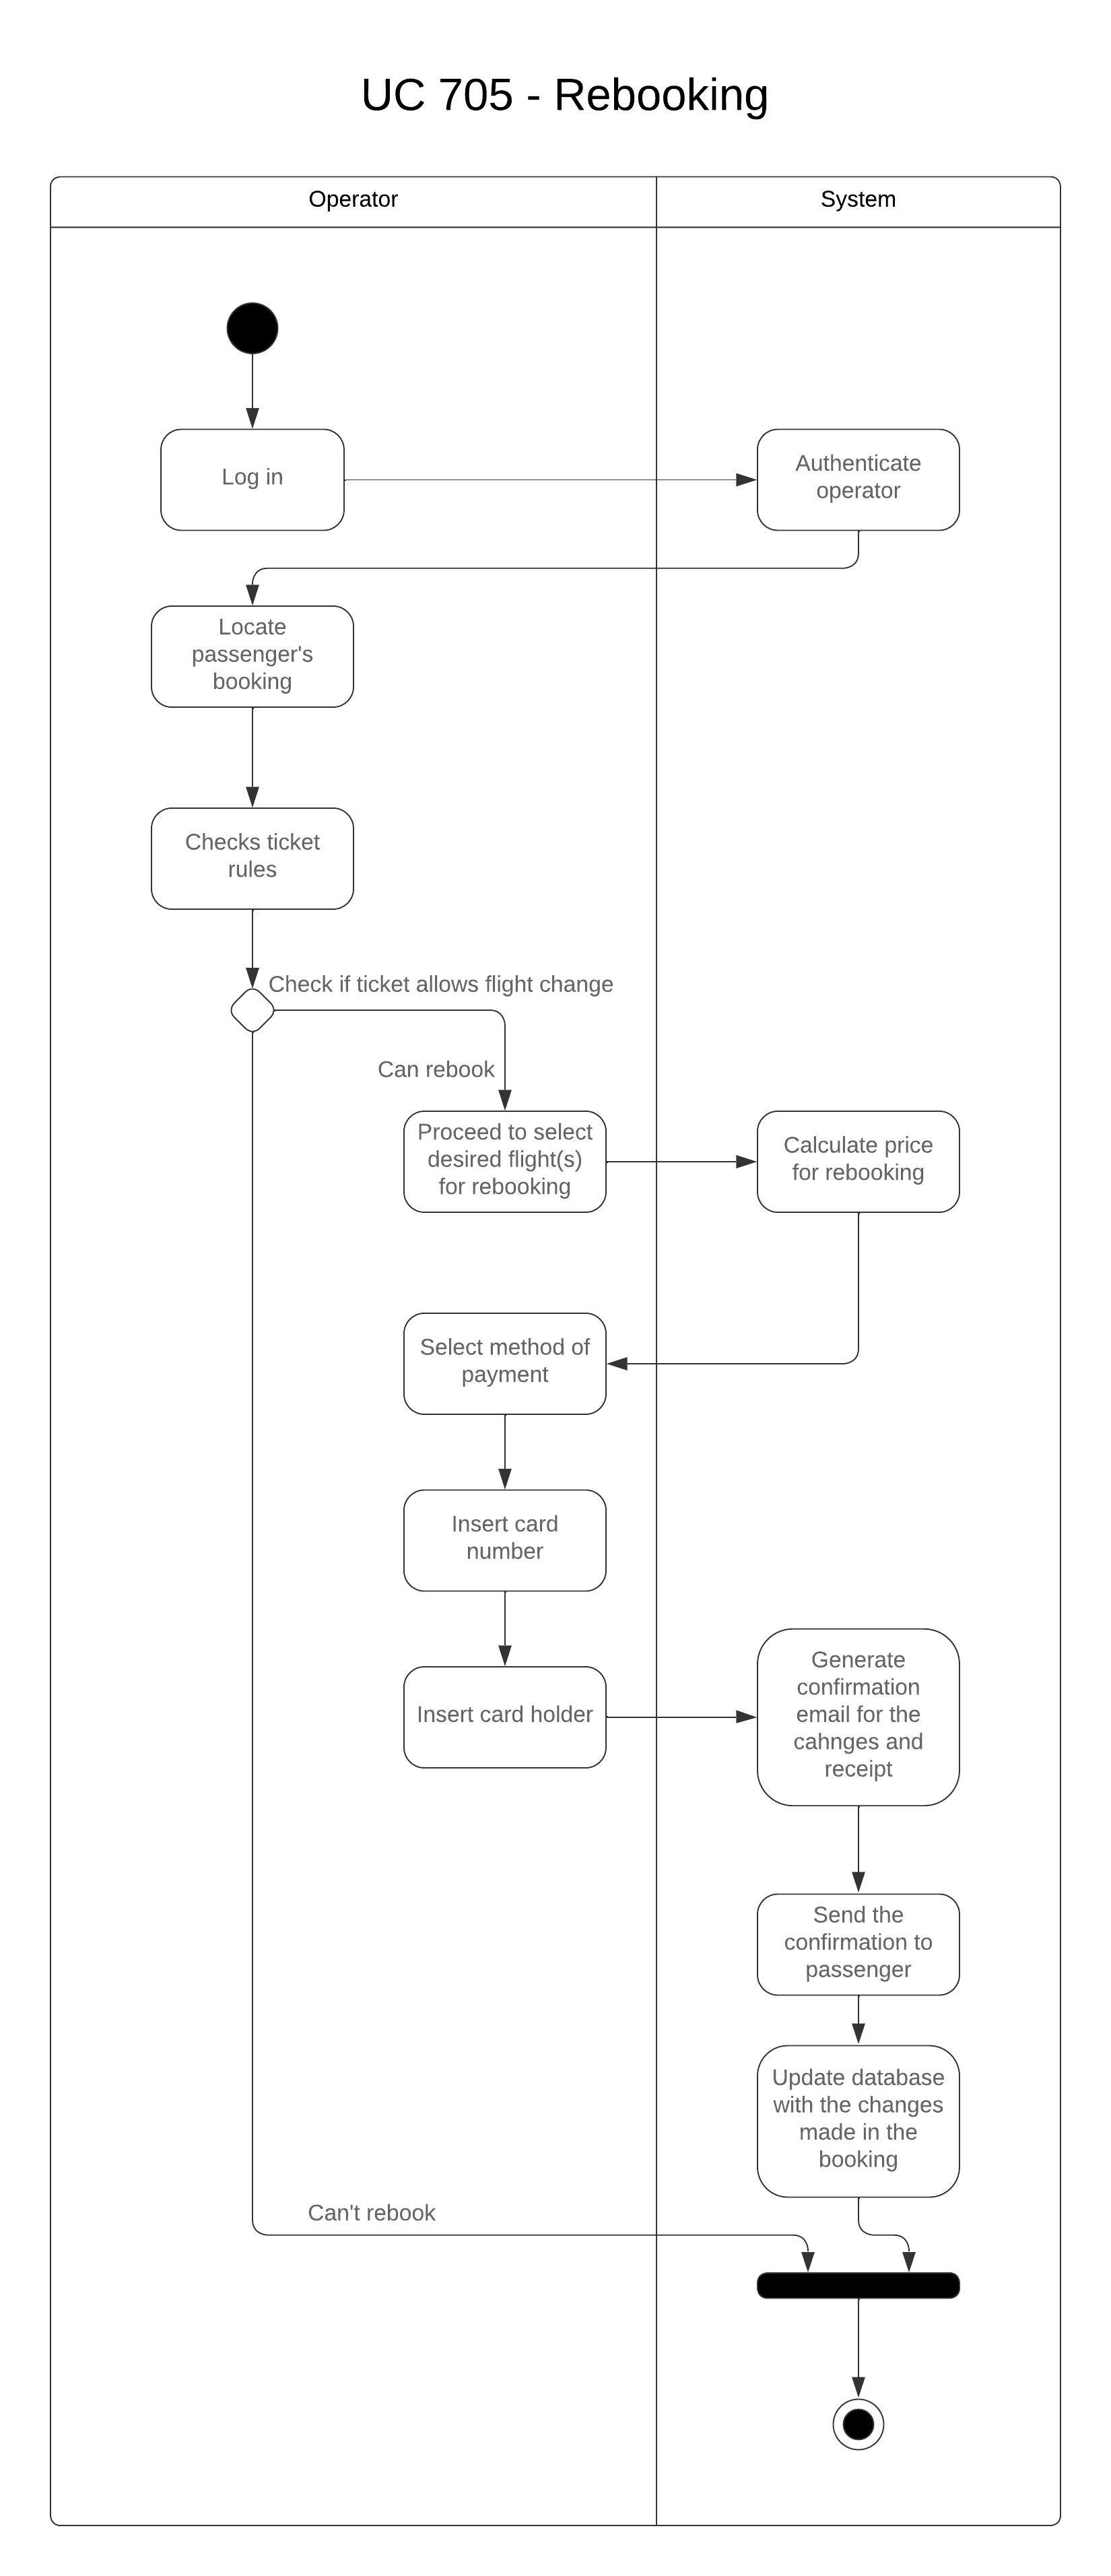 UC 705 - Rebooking
Operator
System
Log in
Authenticate
operator
Locate
passenger's
booking
Checks ticket
rules
Check if ticket allows flight change
Can rebook
Proceed to select
desired flight(s)
for rebooking
Calculate price
for rebooking
Select method of
payment
Insert card
number
Insert card holder
Generate
confirmation
email for the
cahnges and
receipt
Send the
confirmation to
passenger
Update database
with the changes
made in the
booking
Can't rebook